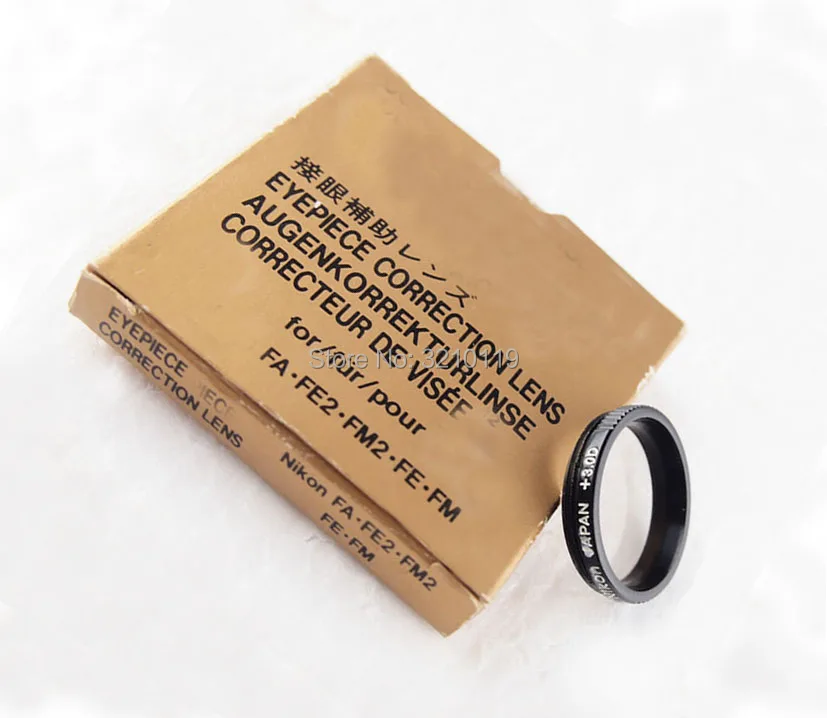 接眼補助レンズ
EYEPIECE CORRECTION LENS
AUGENKORREKTURLINSE
CORRECTEUR DE VISÉE
for/für/pour
FA·FE2·FM2·FE·FM
EYEPIECE
CORRECTION LENS
Nikon FA·FE2·FM2
FE·FM
Nikon JAPAN +3.0D
Store No: 3210119